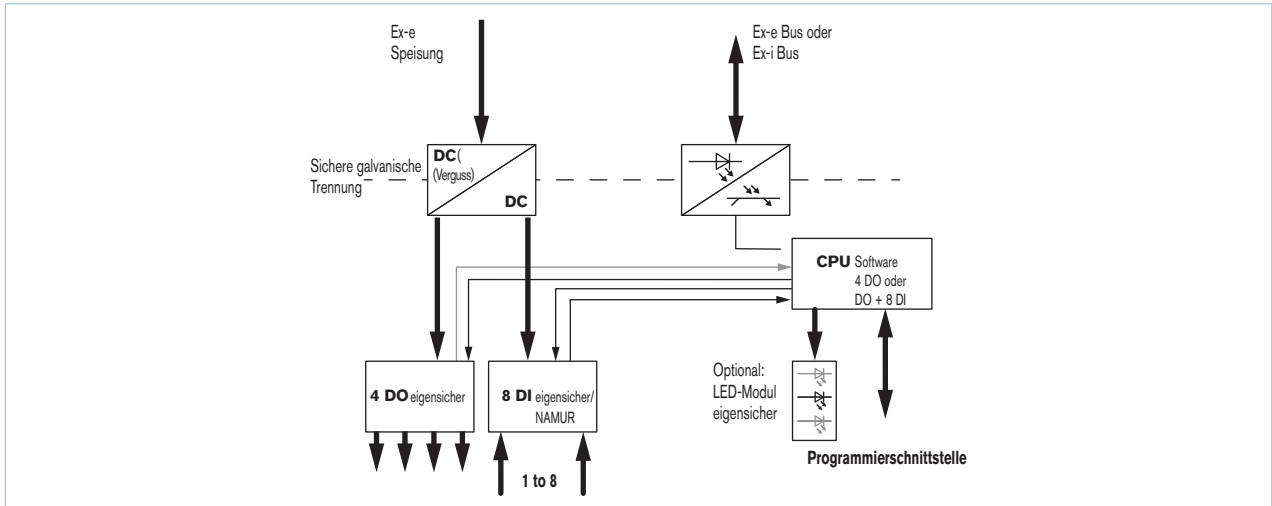 Ex-e
Speisung
Ex-e Bus oder
Ex-i Bus
Sichere galvanische
Trennung
DC(
(Verguss)
DC
CPU Software
4 DO oder
DO + 8 DI
4 DO eigensicher
8 DI eigensicher/
NAMUR
Optional:
LED-Modul
eigensicher
Programmierschnittstelle
1 to 8